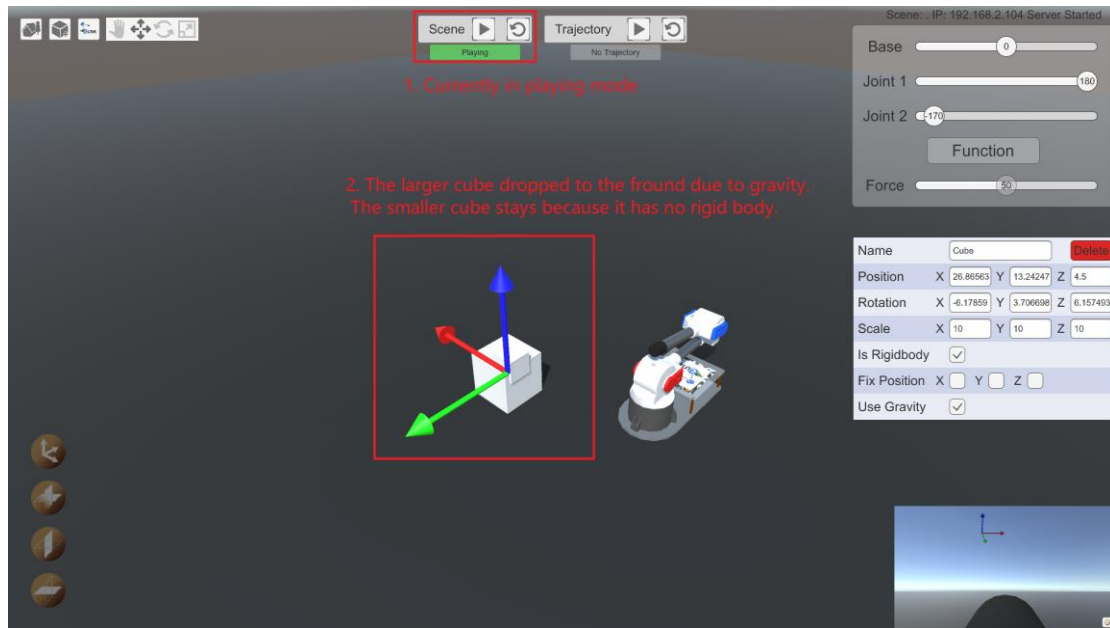 Scene: . IP: 192.168.2.104 Server Started
Scene
Trajectory
Playing
No Trajectory
1. Currently in playing mode
Base 0
Joint 1 180
Joint 2 -170
Function
Force 50
2. The larger cube dropped to the fround due to gravity.
The smaller cube stays because it has no rigid body.
Name Cube Delete
Position X 26.86563 Y 13.24247 Z 4.5
Rotation X -6.17859 Y 3.706698 Z 6.157493
Scale X 10 Y 10 Z 10
Is Rigidbody
Fix Position X Y Z
Use Gravity